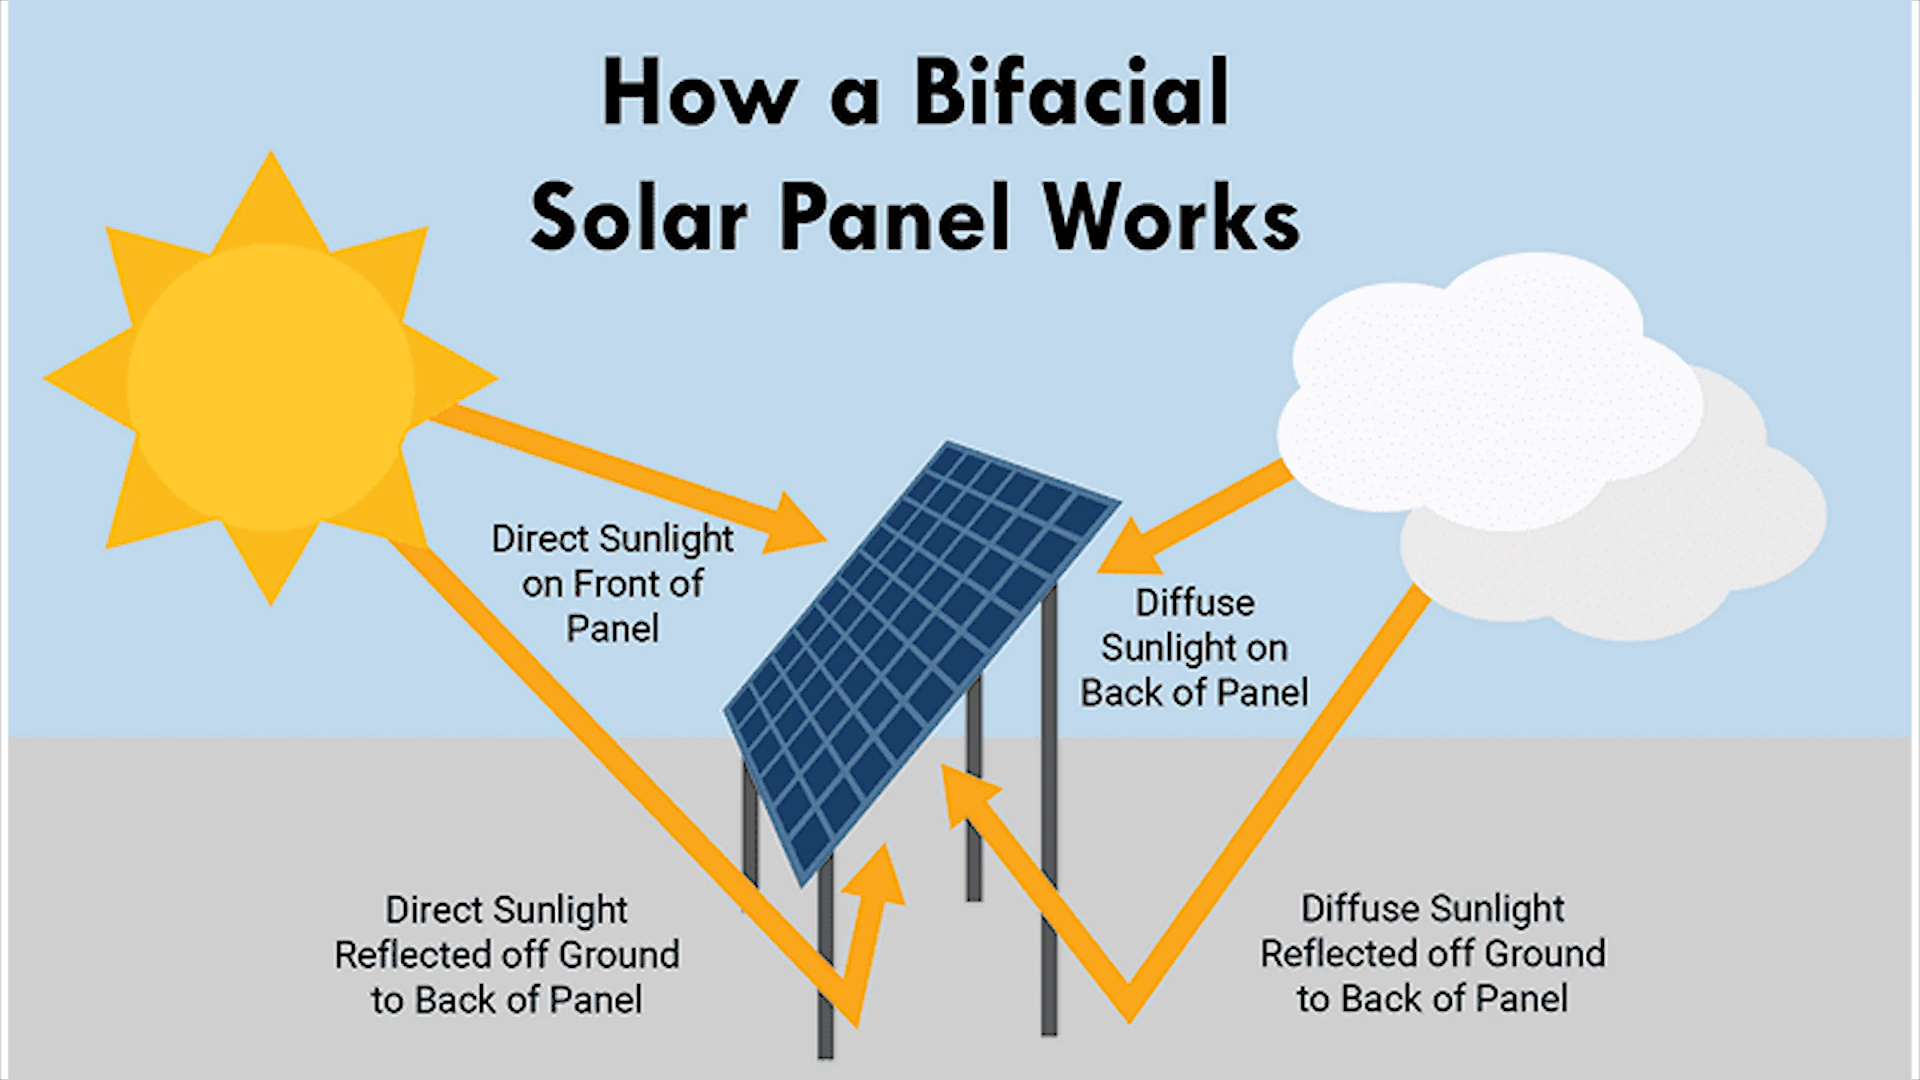 How a Bifacial
Solar Panel Works
Direct Sunlight
on Front of
Panel
Diffuse
Sunlight on
Back of Panel
Direct Sunlight
Reflected off Ground
to Back of Panel
Diffuse Sunlight
Reflected off Ground
to Back of Panel